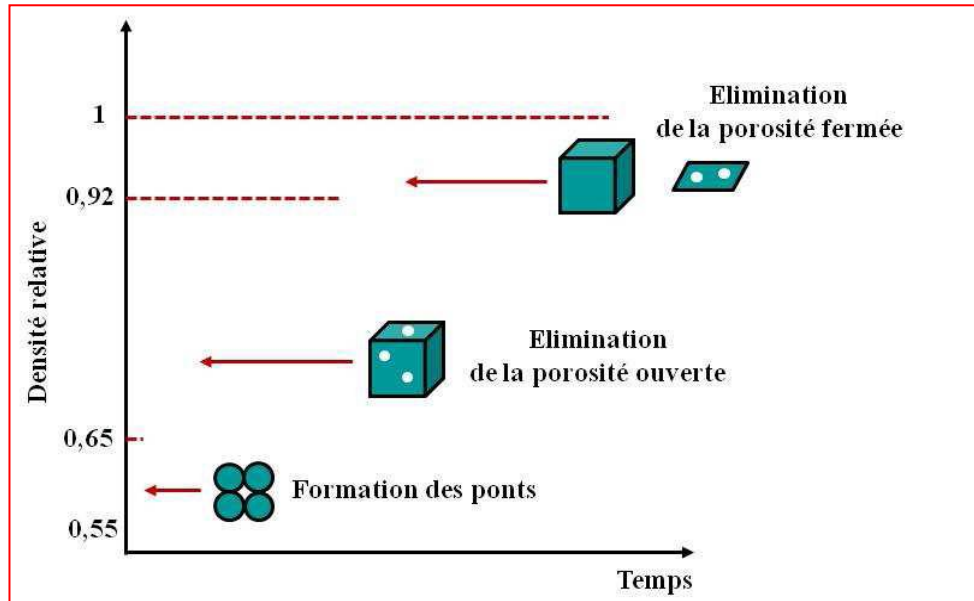 Elimination
de la porosité fermée
1
0,92
Densité relative
Elimination
de la porosité ouverte
0,65
Formation des ponts
0,55
Temps